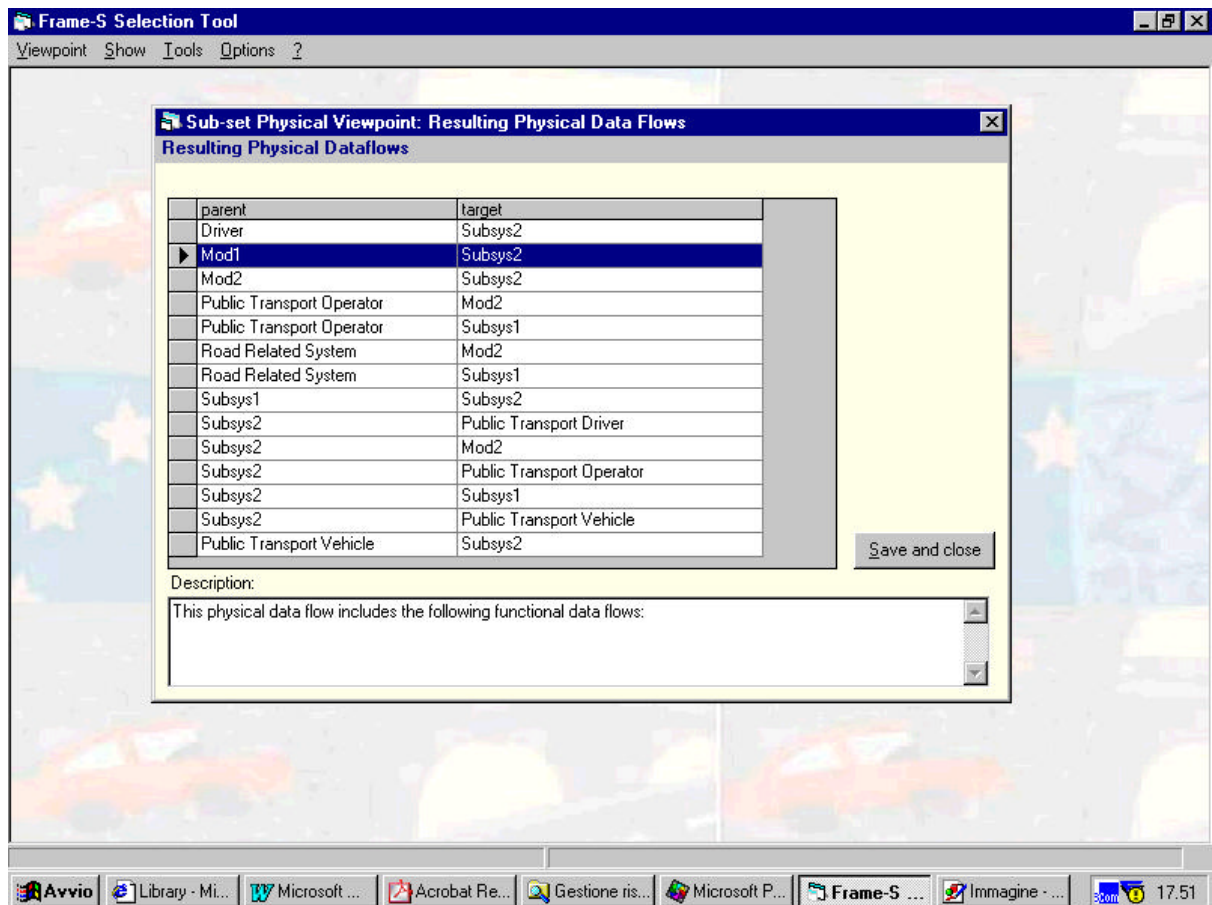 Frame-S Selection Tool
Viewpoint Show Tools Options ?
Sub-set Physical Viewpoint: Resulting Physical Data Flows
Resulting Physical Dataflows
parent target
Driver Subsys2
Mod1 Subsys2
Mod2 Subsys2
Public Transport Operator Mod2
Public Transport Operator Subsys1
Road Related System Mod2
Road Related System Subsys1
Subsys1 Subsys2
Subsys2 Public Transport Driver
Subsys2 Mod2
Subsys2 Public Transport Operator
Subsys2 Subsys1
Subsys2 Public Transport Vehicle
Public Transport Vehicle Subsys2
Save and close
Description:
This physical data flow includes the following functional data flows:
Avvio Library - Mi... Microsoft ... Acrobat Re... Gestione ris... Microsoft P... Frame-S ... Immagine - ... 3com 17.51